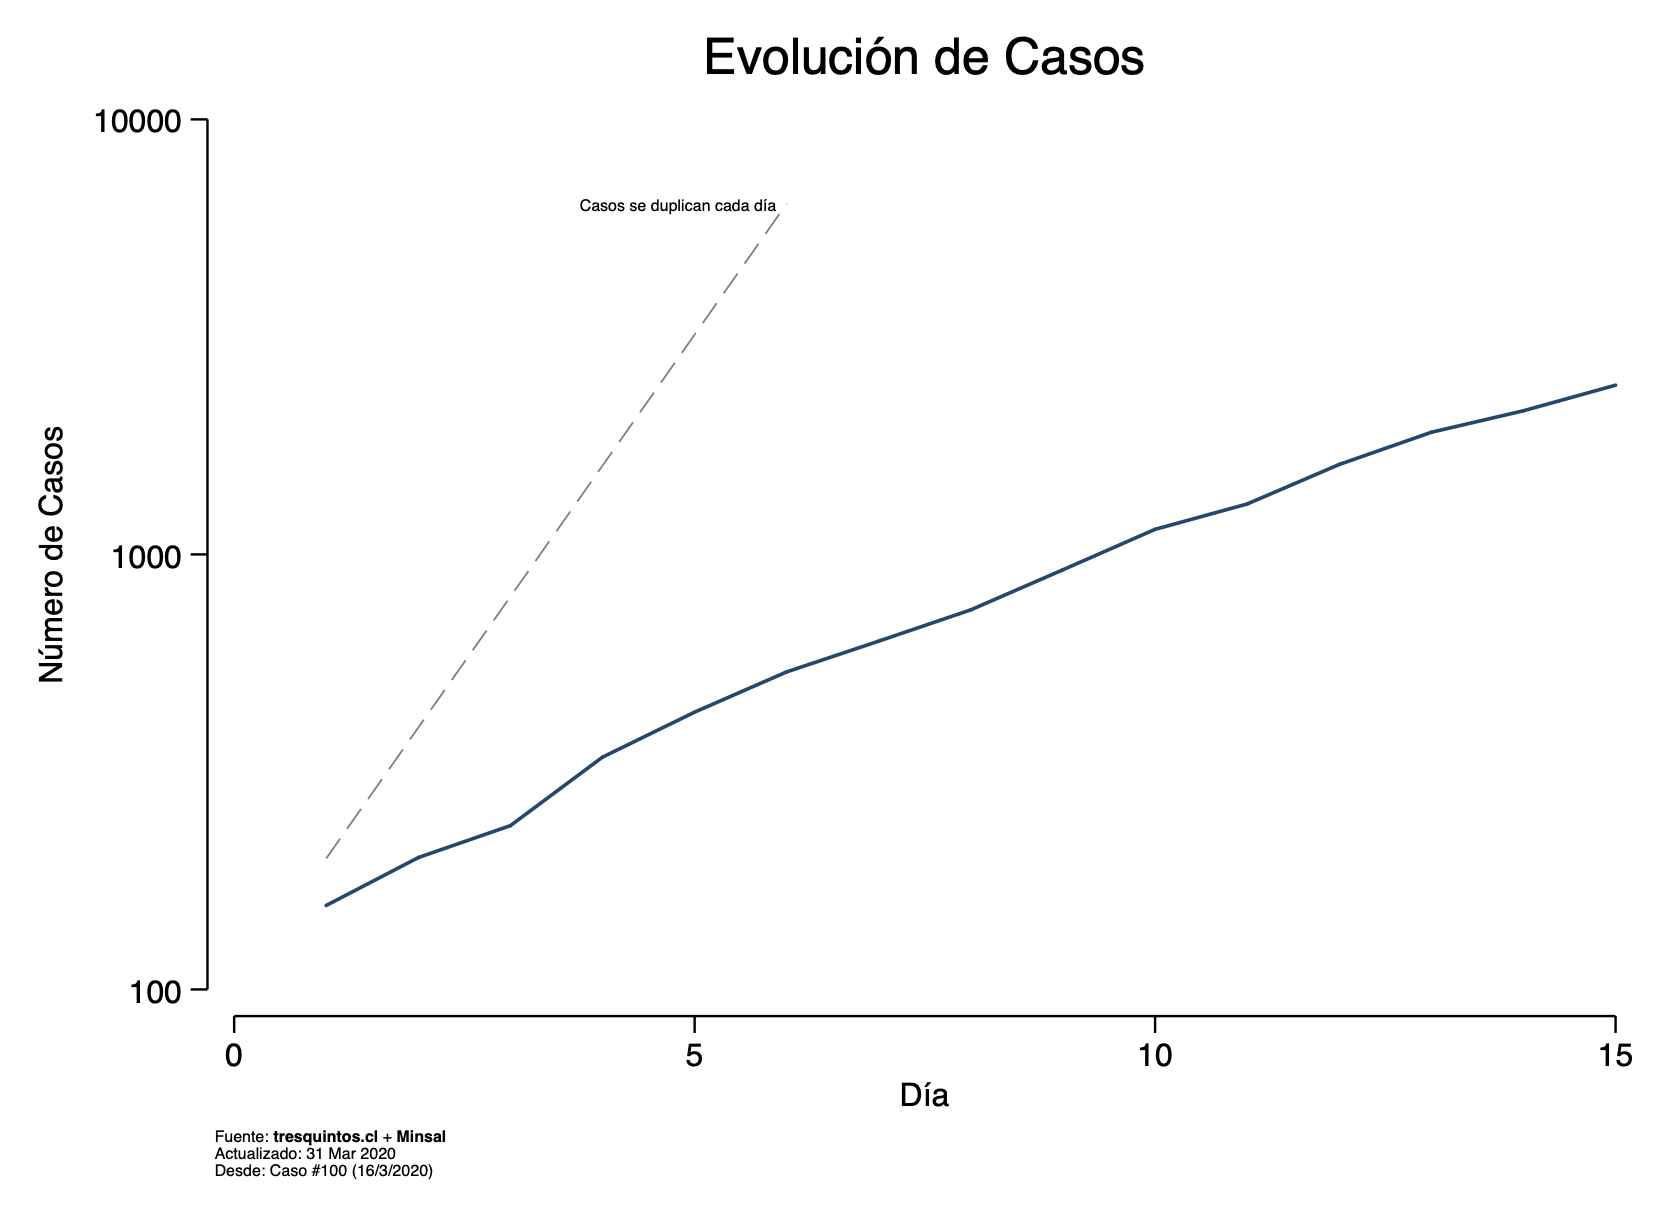 Evolución de Casos
10000
Casos se duplican cada día
1000
100
Número de Casos
0 5 10 15
Día
Fuente: tresquintos.cl + Minsal
Actualizado: 31 Mar 2020
Desde: Caso #100 (16/3/2020)